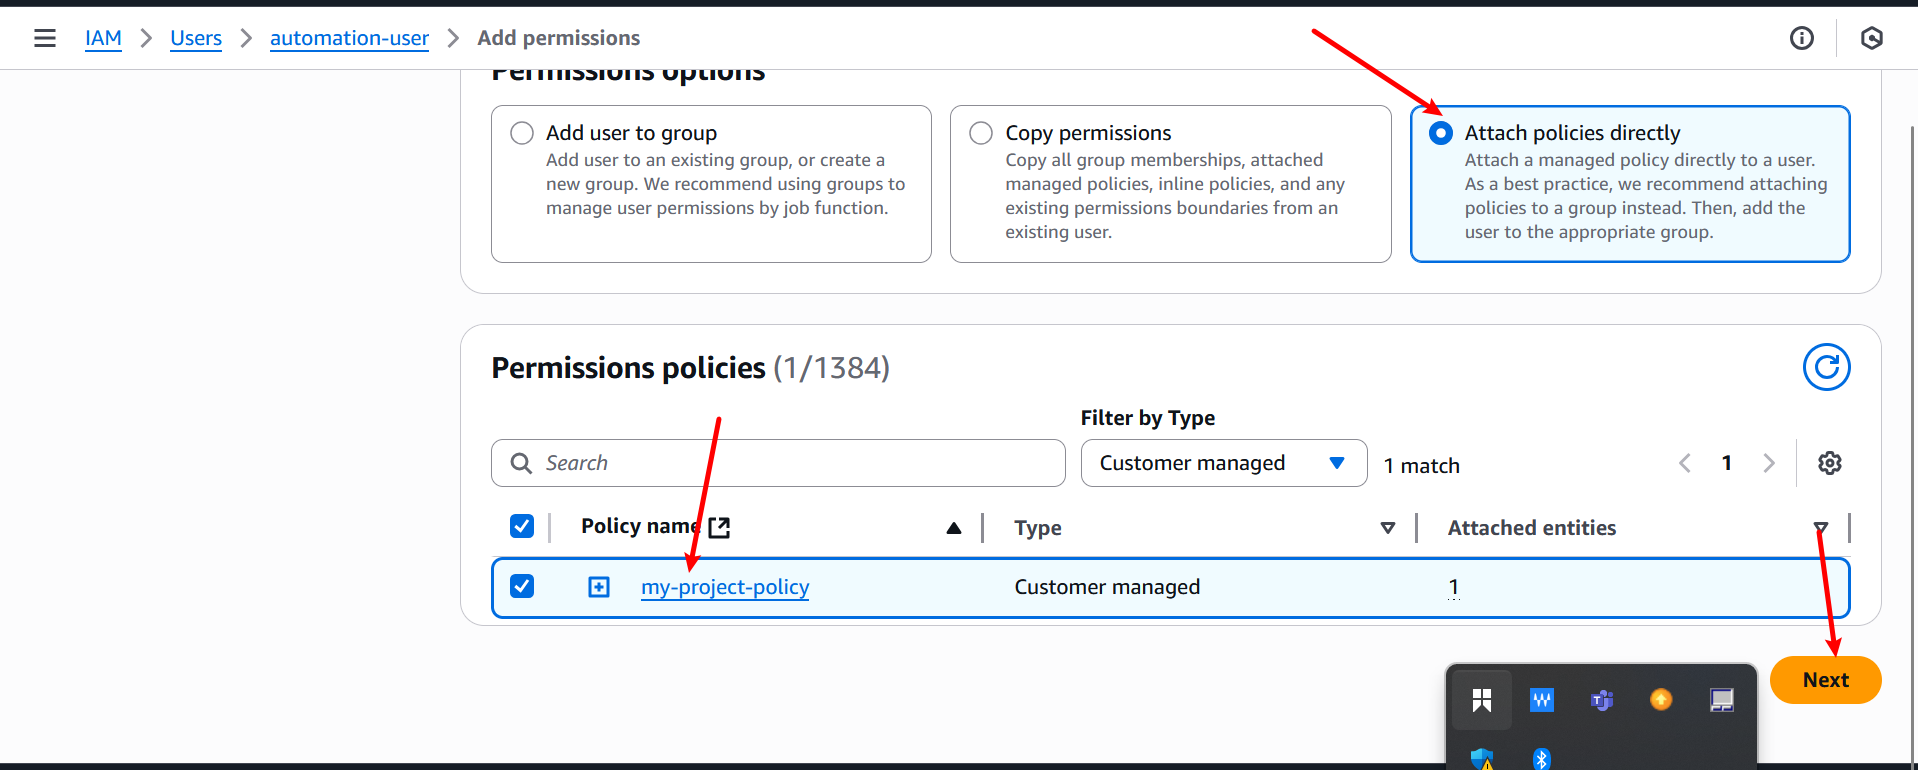 IAM > Users > automation-user > Add permissions
Permissions options
Add user to group
Add user to an existing group, or create a
new group. We recommend using groups to
manage user permissions by job function.
Copy permissions
Copy all group memberships, attached
managed policies, inline policies, and any
existing permissions boundaries from an
existing user.
Attach policies directly
Attach a managed policy directly to a user.
As a best practice, we recommend attaching
policies to a group instead. Then, add the
user to the appropriate group.
Permissions policies (1/1384)
Filter by Type
Search
Customer managed
1 match
1
Policy name
Type
Attached entities
my-project-policy
Customer managed
1
Next